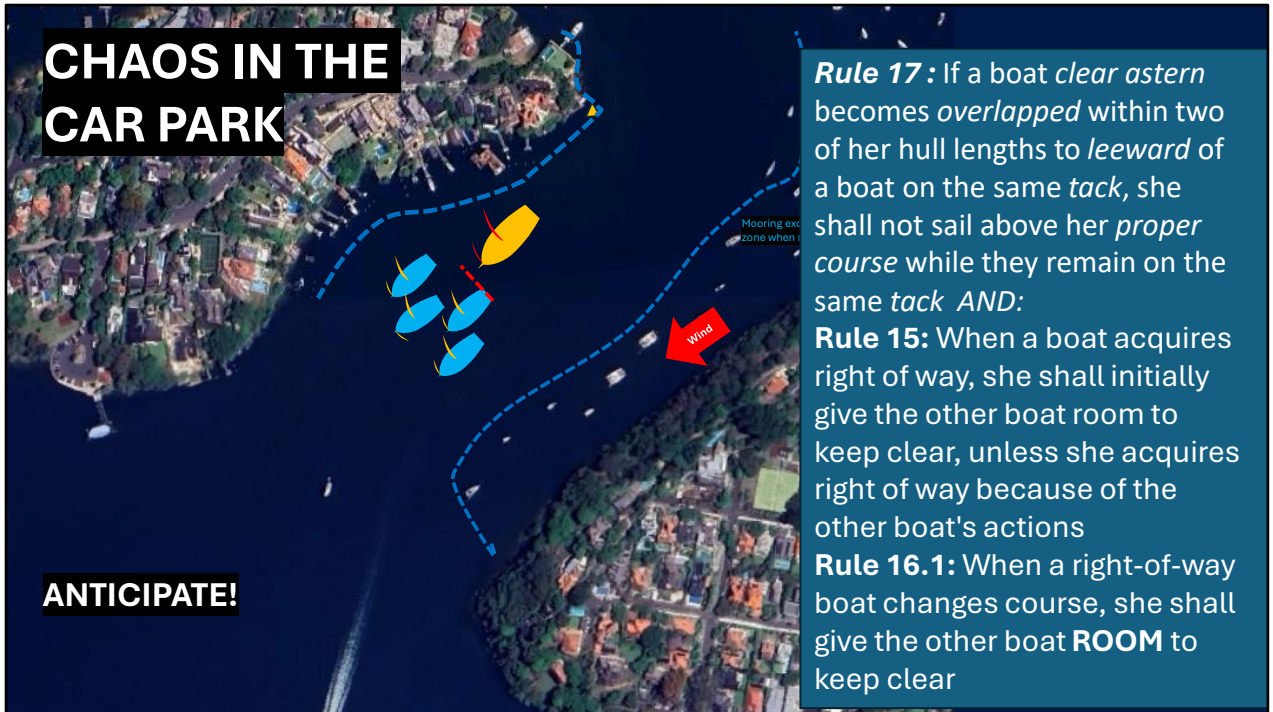 CHAOS IN THE
CAR PARK
Mooring exc
zone when
Wind
ANTICIPATE!
Rule 17 : If a boat clear astern
becomes overlapped within two
of her hull lengths to leeward of
a boat on the same tack, she
shall not sail above her proper
course while they remain on the
same tack AND:
Rule 15: When a boat acquires
right of way, she shall initially
give the other boat room to
keep clear, unless she acquires
right of way because of the
other boat's actions
Rule 16.1: When a right-of-way
boat changes course, she shall
give the other boat ROOM to
keep clear